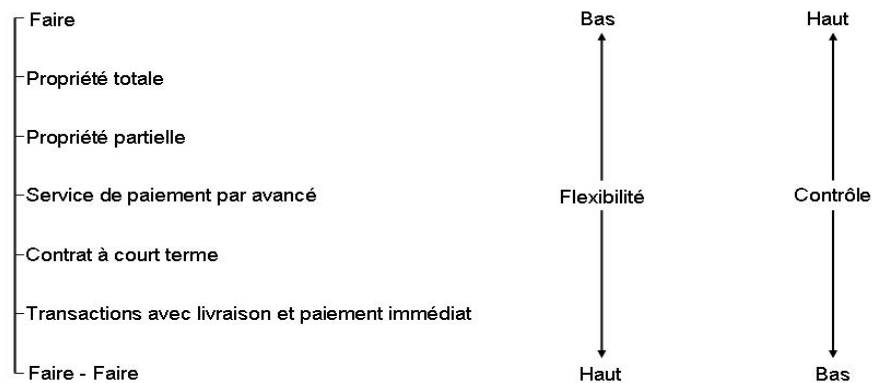 Faire Bas Haut
Propriété totale
Propriété partielle
Service de paiement par avancé Flexibilité Contrôle
Contrat à court terme
Transactions avec livraison et paiement immédiat
Faire - Faire Haut Bas